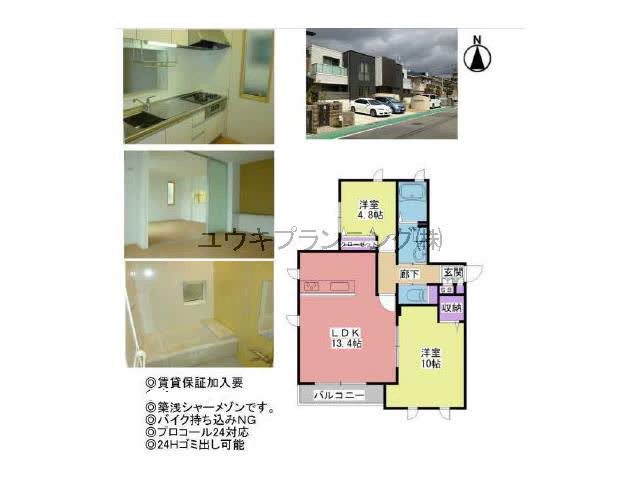 N
洋室
4.8帖
クローゼット
ユウキプランニング㈱
廊下
玄関
SB
収納
LDK
13.4帖
洋室
10帖
バルコニー
◎賃貸保証加入要
◎築浅シャーメゾンです。
◎バイク持ち込みNG
◎プロコール24対応
◎24Hゴミ出し可能